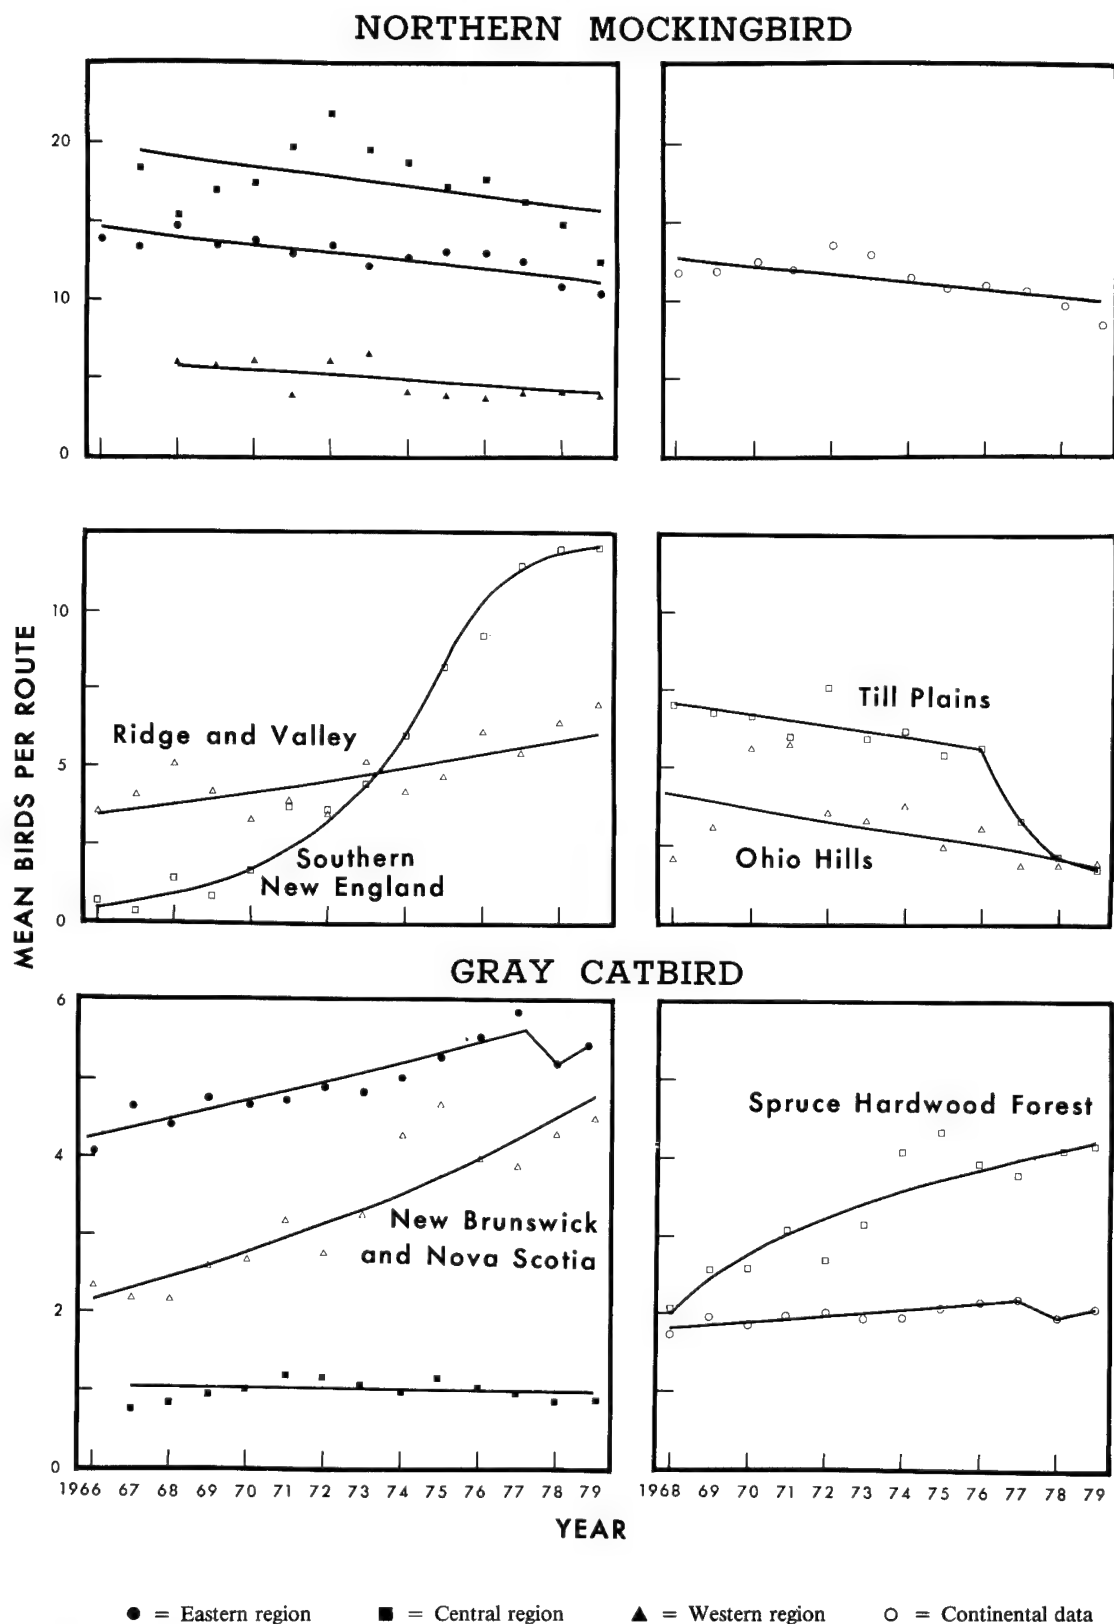 NORTHERN MOCKINGBIRD
20
10
0
MEAN BIRDS PER ROUTE
10
5
0
Ridge and Valley
Southern
New England
Till Plains
Ohio Hills
GRAY CATBIRD
6
4
2
0
New Brunswick
and Nova Scotia
Spruce Hardwood Forest
1966 67 68 69 70 71 72 73 74 75 76 77 78 79
1968 69 70 71 72 73 74 75 76 77 78 79
YEAR
● = Eastern region ■ = Central region ▲ = Western region ○ = Continental data